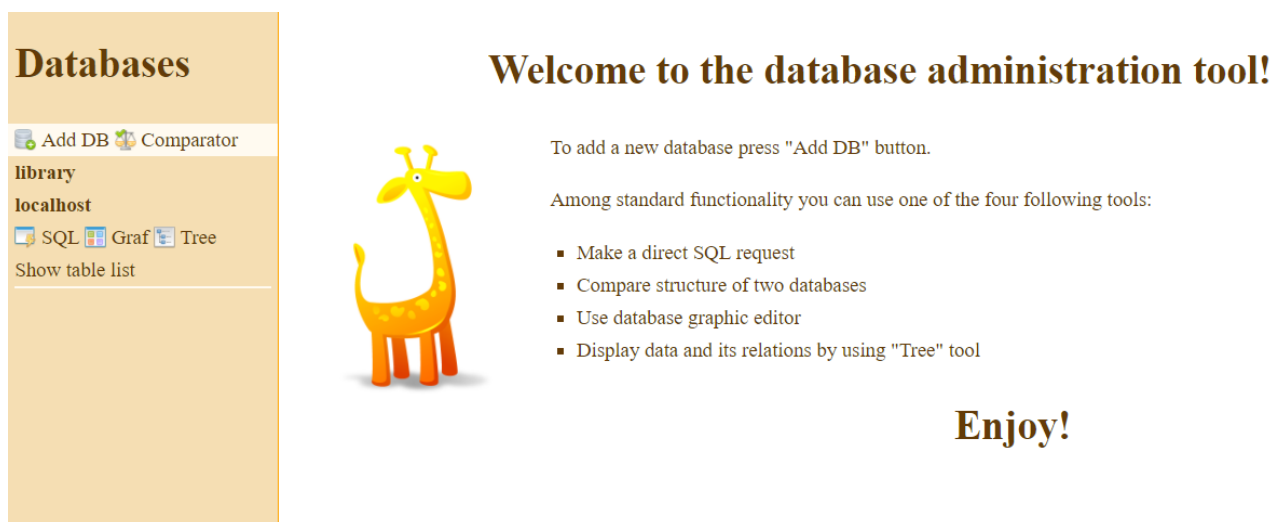 Databases
Add DB Comparator
library
localhost
SQL Graf Tree
Show table list
Welcome to the database administration tool!
To add a new database press "Add DB" button.
Among standard functionality you can use one of the four following tools:
Make a direct SQL request
Compare structure of two databases
Use database graphic editor
Display data and its relations by using "Tree" tool
Enjoy!